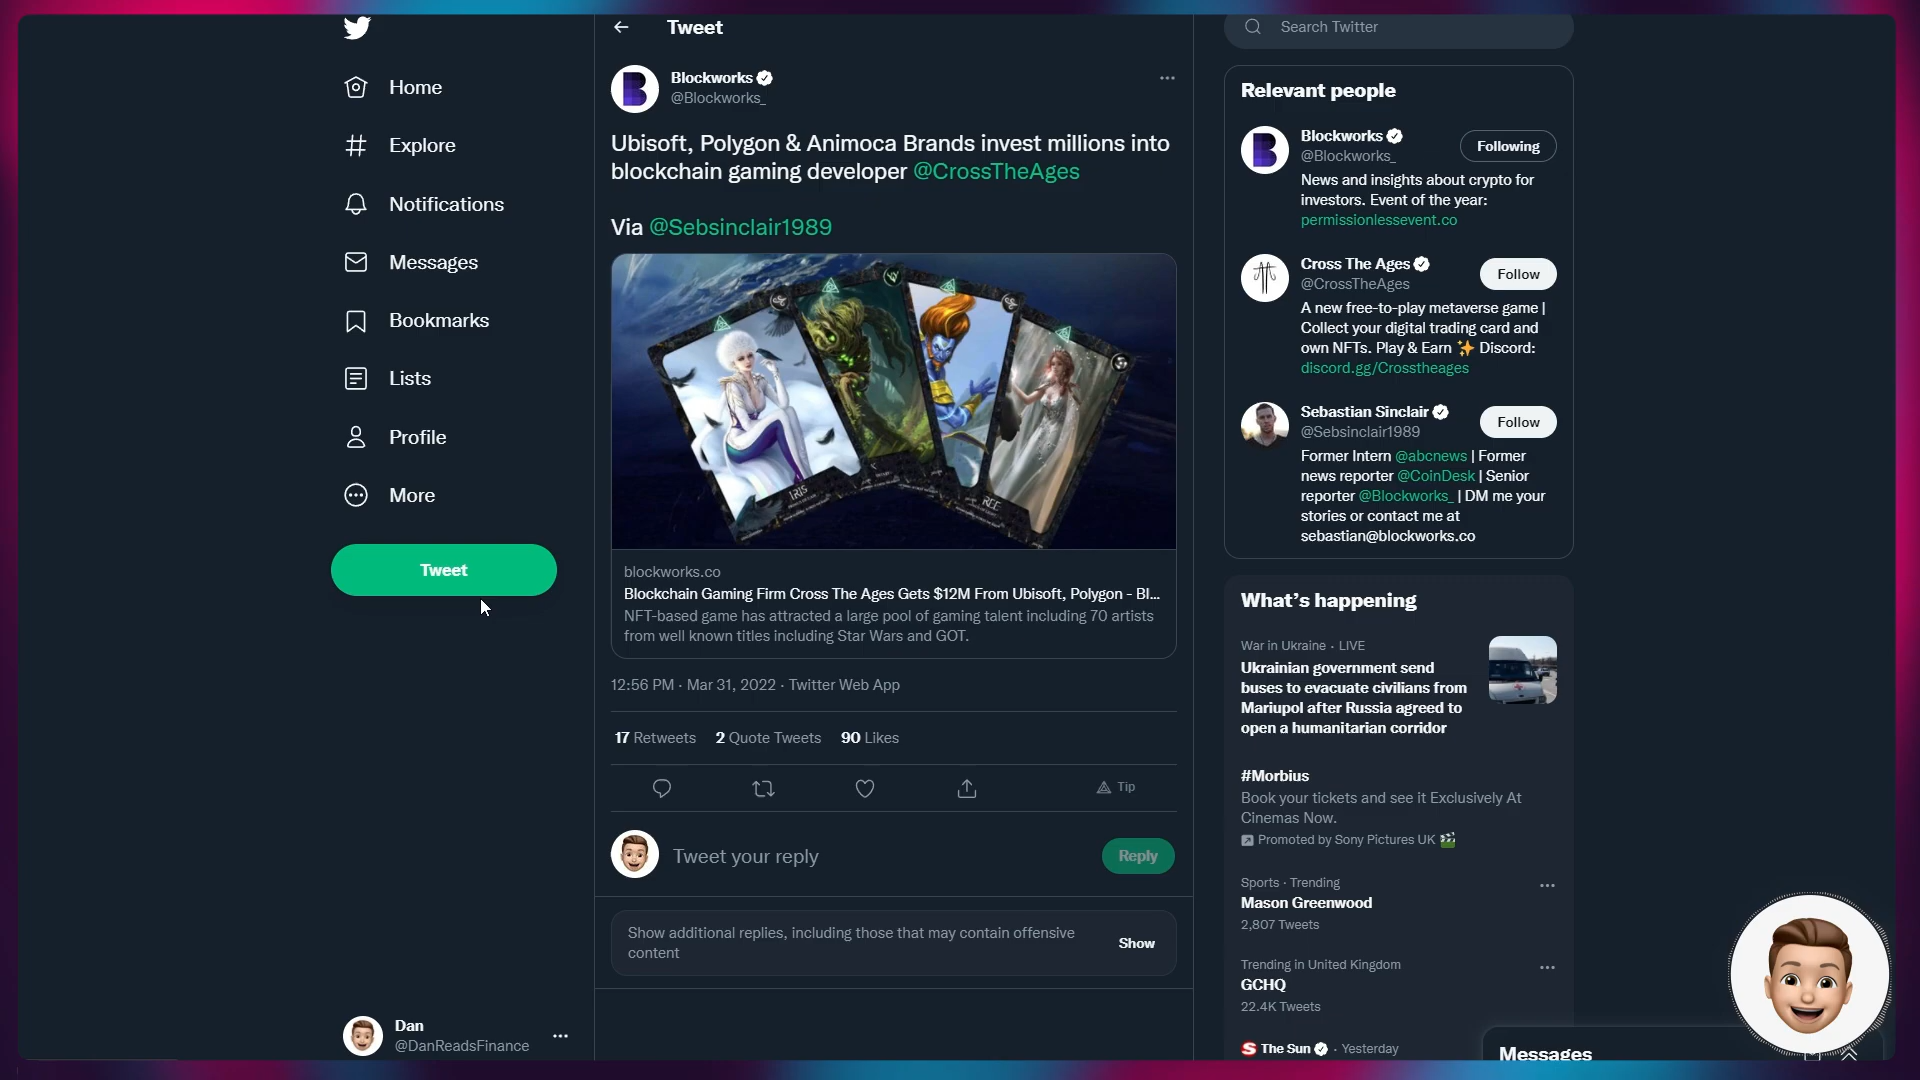 Home
Explore
Notifications
Messages
Bookmarks
Lists
Profile
More
Tweet
Dan
@DanReadsFinance
Tweet
Blockworks
@Blockworks_
Ubisoft, Polygon & Animoca Brands invest millions into
blockchain gaming developer @CrossTheAges
Via @Sebsinclair1989
IRIS
REE
blockworks.co
Blockchain Gaming Firm Cross The Ages Gets $12M From Ubisoft, Polygon - Bl...
NFT-based game has attracted a large pool of gaming talent including 70 artists
from well known titles including Star Wars and GOT.
12:56 PM · Mar 31, 2022 · Twitter Web App
17 Retweets 2 Quote Tweets 90 Likes
Tip
Tweet your reply
Reply
Show additional replies, including those that may contain offensive
content
Show
Search Twitter
Relevant people
Blockworks
@Blockworks_
Following
News and insights about crypto for
investors. Event of the year:
permissionlessevent.co
Cross The Ages
@CrossTheAges
Follow
A new free-to-play metaverse game |
Collect your digital trading card and
own NFTs. Play & Earn ✨ Discord:
discord.gg/Crosstheages
Sebastian Sinclair
@Sebsinclair1989
Follow
Former Intern @abcnews | Former
news reporter @CoinDesk | Senior
reporter @Blockworks_ | DM me your
stories or contact me at
sebastian@blockworks.co
What's happening
War in Ukraine · LIVE
Ukrainian government send
buses to evacuate civilians from
Mariupol after Russia agreed to
open a humanitarian corridor
#Morbius
Book your tickets and see it Exclusively At
Cinemas Now.
Promoted by Sony Pictures UK 🎬
Sports · Trending
Mason Greenwood
2,807 Tweets
Trending in United Kingdom
GCHQ
22.4K Tweets
The Sun · Yesterday
Messages